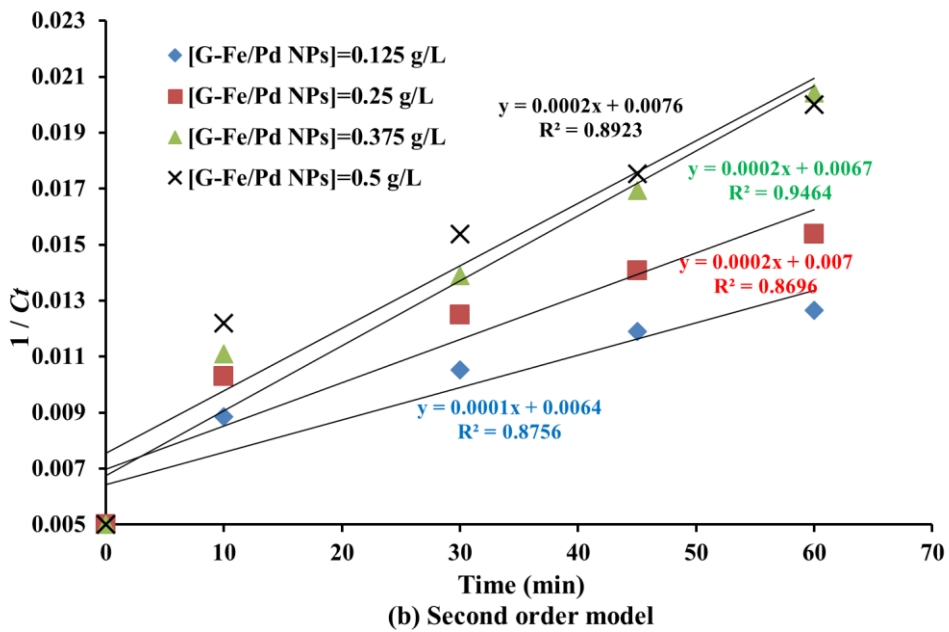 0.023
0.021
0.019
0.017
0.015
0.013
0.011
0.009
0.007
0.005
1 / Ct
[G-Fe/Pd NPs]=0.125 g/L
[G-Fe/Pd NPs]=0.25 g/L
[G-Fe/Pd NPs]=0.375 g/L
[G-Fe/Pd NPs]=0.5 g/L
y = 0.0002x + 0.0076
R² = 0.8923
y = 0.0002x + 0.0067
R² = 0.9464
y = 0.0002x + 0.007
R² = 0.8696
y = 0.0001x + 0.0064
R² = 0.8756
0 10 20 30 40 50 60 70
Time (min)
(b) Second order model